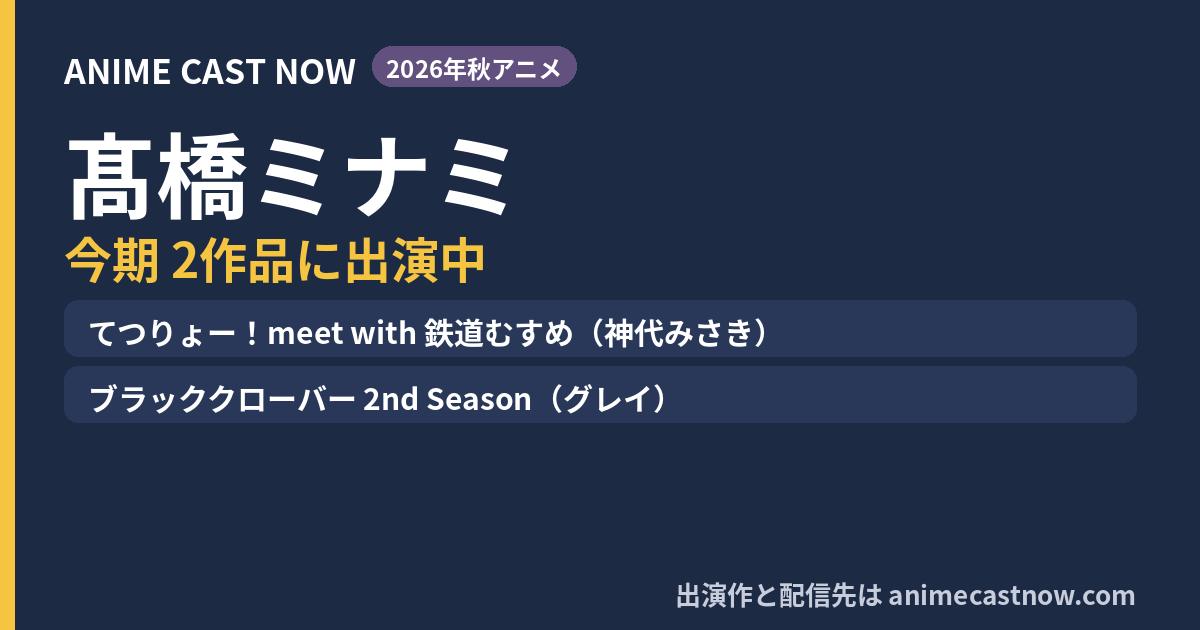 ANIME CAST NOW 2026年秋アニメ
髙橋ミナミ
今期 2作品に出演中
てつりょー！meet with 鉄道むすめ（神代みさき）
ブラッククローバー 2nd Season（グレイ）
出演作と配信先は animecastnow.com